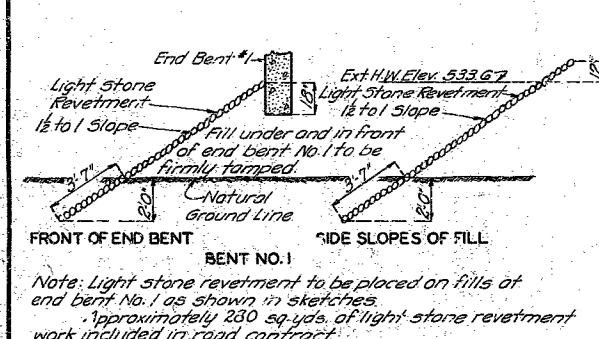 End Bent #1
Light Stone
Revetment
1½ to 1 Slope
Ext. H.W. Elev. 533.67
Light Stone Revetment
1½ to 1 Slope
Fill under and in front
of end bent No. 1 to be
firmly tamped.
3'-7"
2'-0"
Natural
Ground Line
3'-7"
2'-0"
FRONT OF END BENT
SIDE SLOPES OF FILL
BENT NO. 1
Note: Light stone revetment to be placed on fills at
end bent No. 1 as shown in sketches.
Approximately 230 sq. yds. of light stone revetment
work included in road contract